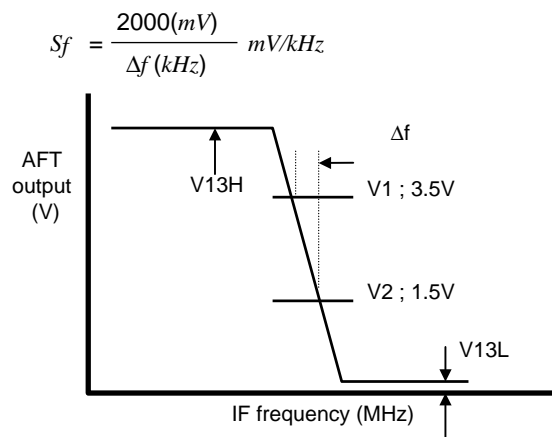 Sf = 2000(mV) / Δf (kHz) mV/kHz
Δf
AFT
output
(V)
V13H
V1 ; 3.5V
V2 ; 1.5V
V13L
IF frequency (MHz)